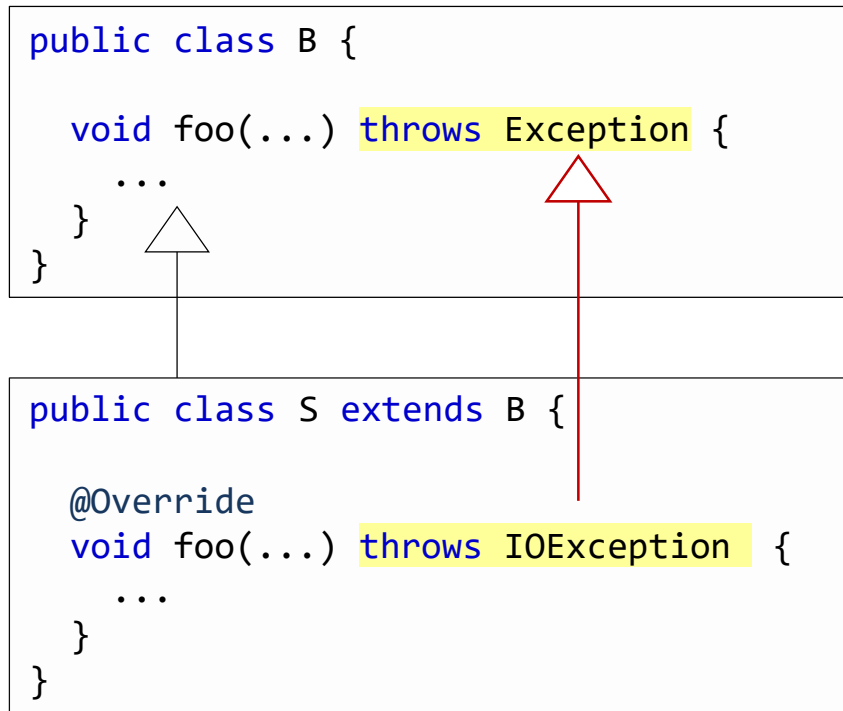 public class B {
void foo(...) throws Exception {
...
}
}
public class S extends B {
@Override
void foo(...) throws IOException {
...
}
}